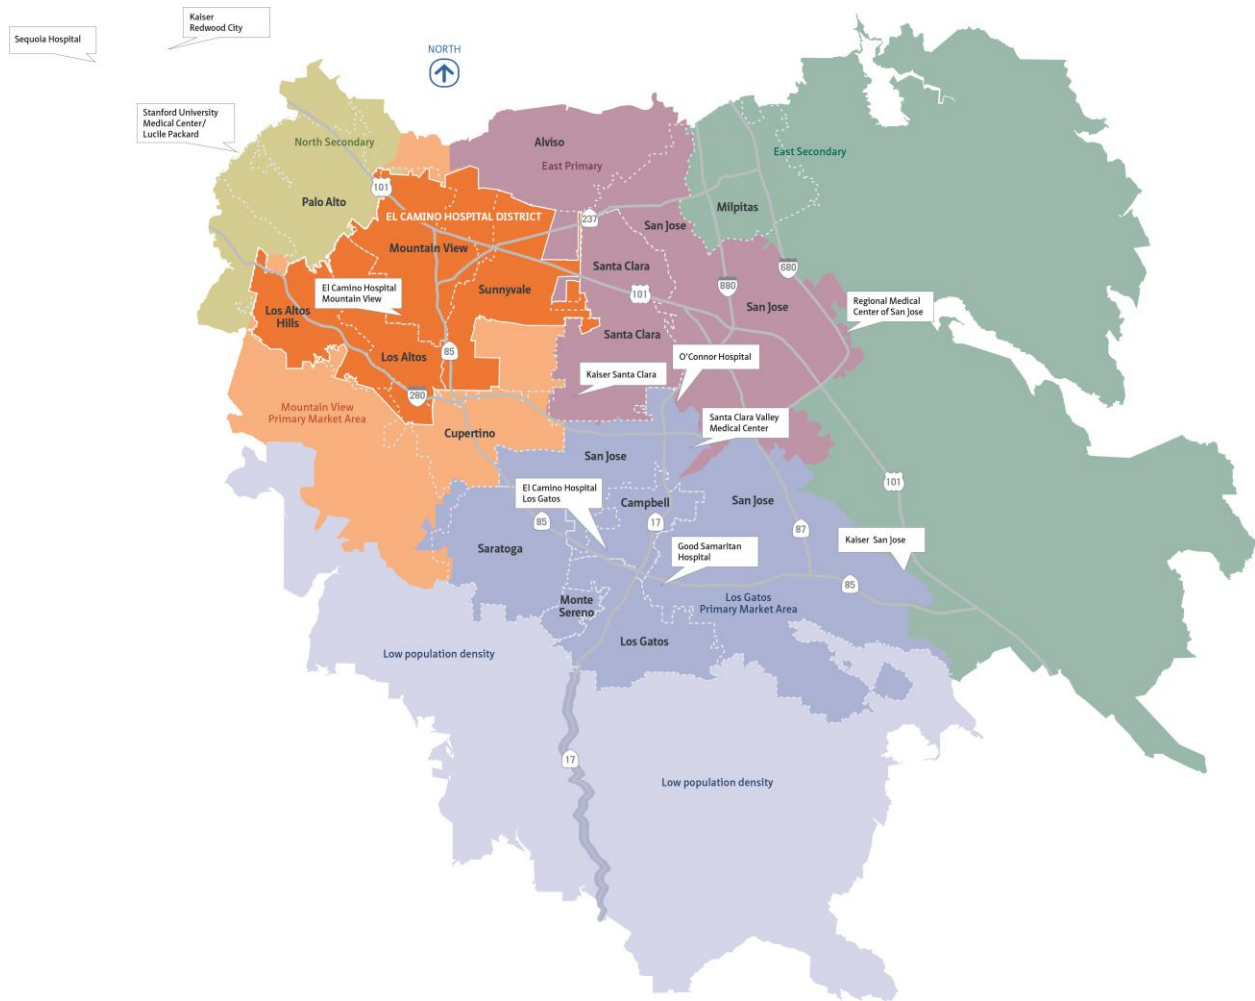 Kaiser
Redwood City
Sequoia Hospital
NORTH
Stanford University
Medical Center/
Lucile Packard
North Secondary
Alviso
East Primary
East Secondary
101
Palo Alto
EL CAMINO HOSPITAL DISTRICT
237
San Jose
Milpitas
Mountain View
Santa Clara
680
El Camino Hospital
Mountain View
Sunnyvale
101
880
San Jose
Regional Medical
Center of San Jose
Los Altos
Hills
Santa Clara
Los Altos
85
O'Connor Hospital
Kaiser Santa Clara
280
Mountain View
Primary Market Area
Santa Clara Valley
Medical Center
Cupertino
San Jose
101
El Camino Hospital
Los Gatos
Campbell
San Jose
85
17
87
Saratoga
Good Samaritan
Hospital
Kaiser San Jose
85
Monte
Sereno
Los Gatos
Primary Market Area
Los Gatos
Low population density
17
Low population density